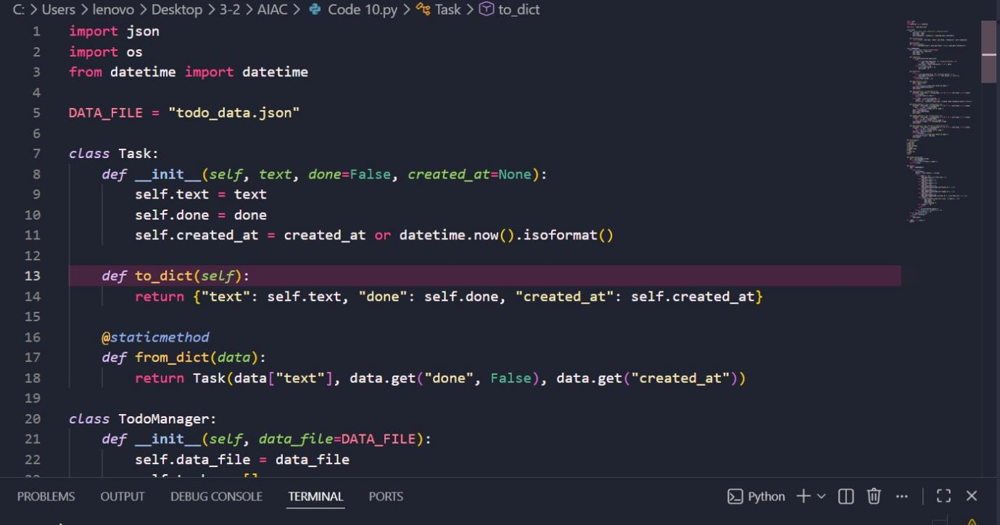 C: > Users > lenovo > Desktop > 3-2 > AIAC > Code 10.py > Task > to_dict
1 import json
2 import os
3 from datetime import datetime
4
5 DATA_FILE = "todo_data.json"
6
7 class Task:
8     def __init__(self, text, done=False, created_at=None):
9         self.text = text
10         self.done = done
11         self.created_at = created_at or datetime.now().isoformat()
12
13     def to_dict(self):
14         return {"text": self.text, "done": self.done, "created_at": self.created_at}
15
16     @staticmethod
17     def from_dict(data):
18         return Task(data["text"], data.get("done", False), data.get("created_at"))
19
20 class TodoManager:
21     def __init__(self, data_file=DATA_FILE):
22         self.data_file = data_file
PROBLEMS OUTPUT DEBUG CONSOLE TERMINAL PORTS Python